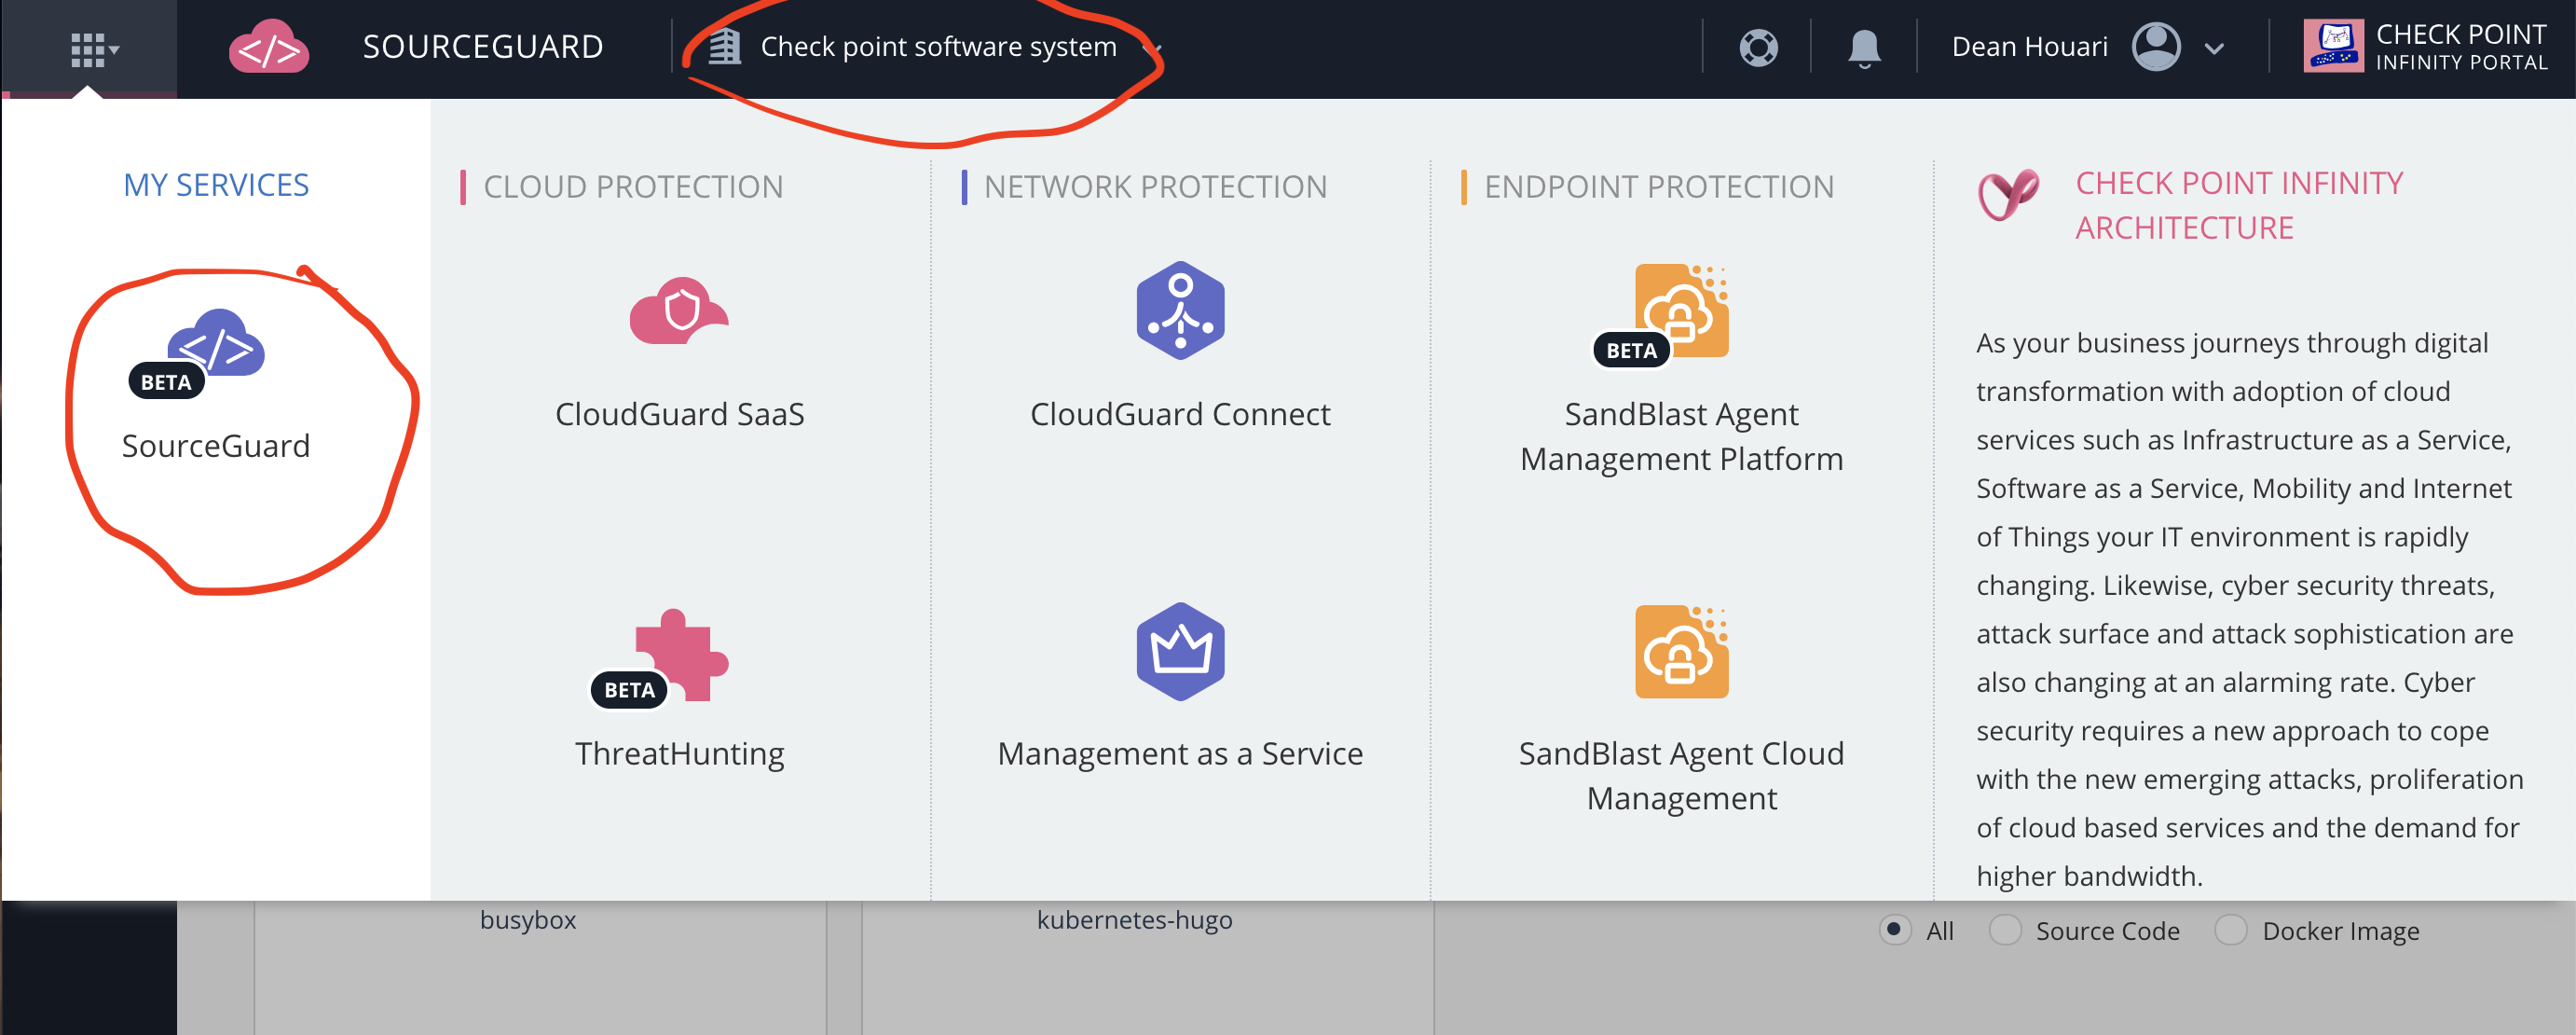 SOURCEGUARD
Check point software system
Dean Houari
CHECK POINT
INFINITY PORTAL
MY SERVICES
BETA
SourceGuard
CLOUD PROTECTION
CloudGuard SaaS
BETA
ThreatHunting
NETWORK PROTECTION
CloudGuard Connect
Management as a Service
ENDPOINT PROTECTION
BETA
SandBlast Agent
Management Platform
SandBlast Agent Cloud
Management
CHECK POINT INFINITY
ARCHITECTURE
As your business journeys through digital
transformation with adoption of cloud
services such as Infrastructure as a Service,
Software as a Service, Mobility and Internet
of Things your IT environment is rapidly
changing. Likewise, cyber security threats,
attack surface and attack sophistication are
also changing at an alarming rate. Cyber
security requires a new approach to cope
with the new emerging attacks, proliferation
of cloud based services and the demand for
higher bandwidth.
busybox
kubernetes-hugo
All
Source Code
Docker Image